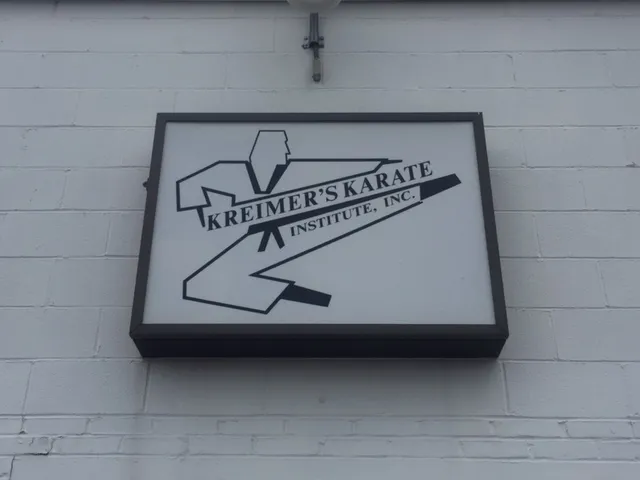 KREIMER'S KARATE
INSTITUTE, INC.